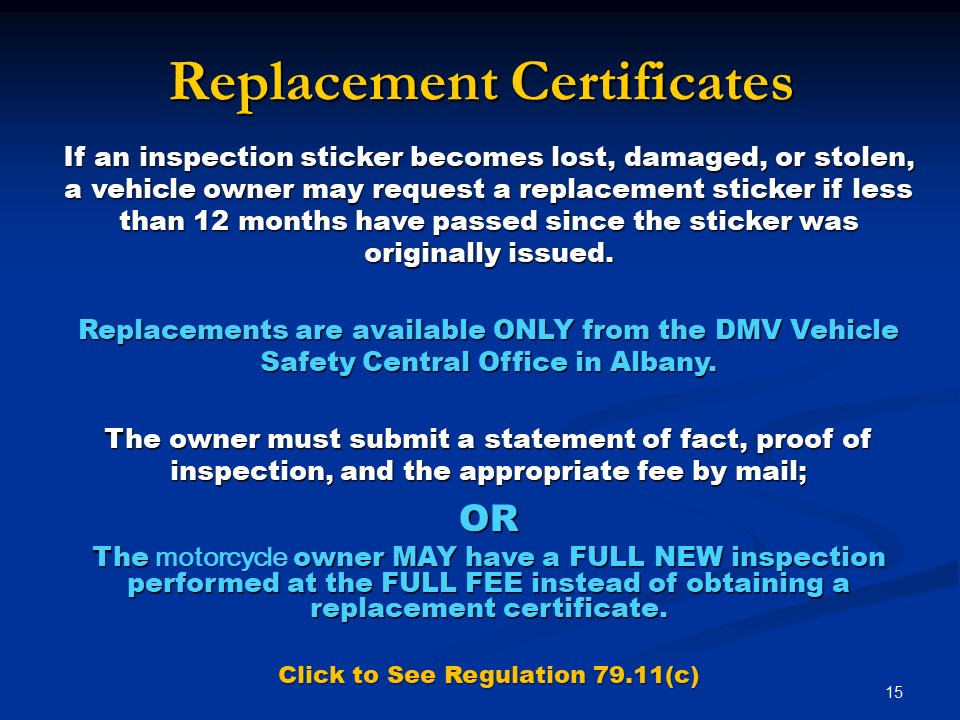 Replacement Certificates
If an inspection sticker becomes lost, damaged, or stolen,
a vehicle owner may request a replacement sticker if less
than 12 months have passed since the sticker was
originally issued.
Replacements are available ONLY from the DMV Vehicle
Safety Central Office in Albany.
The owner must submit a statement of fact, proof of
inspection, and the appropriate fee by mail;
OR
The motorcycle owner MAY have a FULL NEW inspection
performed at the FULL FEE instead of obtaining a
replacement certificate.
Click to See Regulation 79.11(c)
15